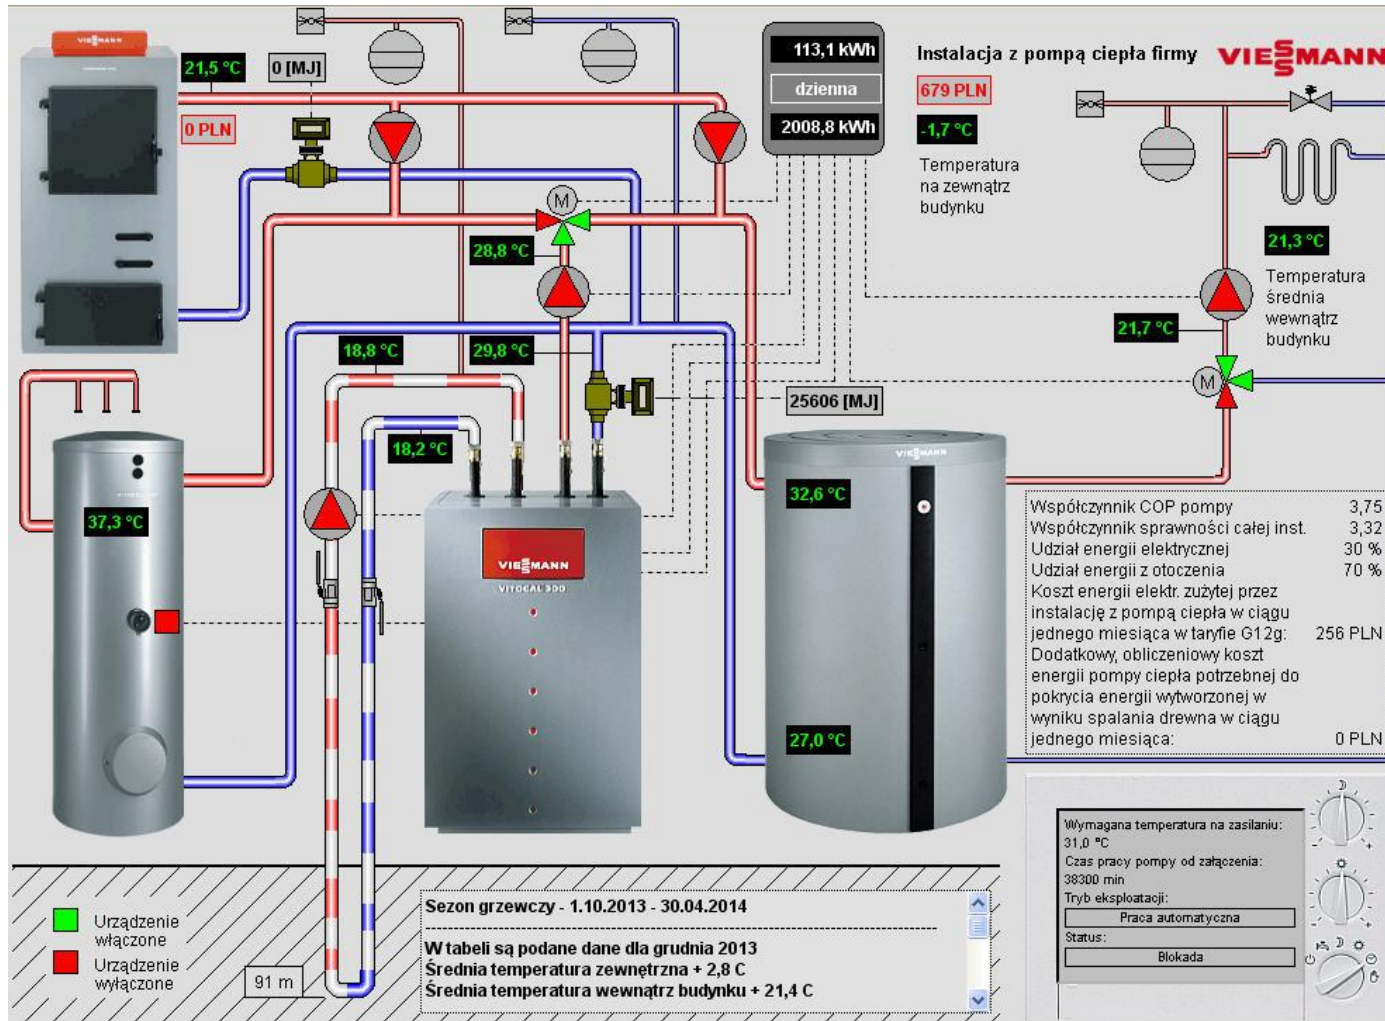 VIESSMANN
21,5 °C
0 [MJ]
0 PLN
113,1 kWh
dzienna
2008,8 kWh
Instalacja z pompą ciepła firmy VIESSMANN
679 PLN
-1,7 °C
Temperatura
na zewnątrz
budynku
M
28,8 °C
21,3 °C
Temperatura
średnia
wewnątrz
budynku
21,7 °C
M
18,8 °C
29,8 °C
25606 [MJ]
18,2 °C
37,3 °C
VIESSMANN
VITOCAL 300
VIESSMANN
32,6 °C
27,0 °C
Współczynnik COP pompy 3,75
Współczynnik sprawności całej inst. 3,32
Udział energii elektrycznej 30 %
Udział energii z otoczenia 70 %
Koszt energii elektr. zużytej przez
instalację z pompą ciepła w ciągu
jednego miesiąca w taryfie G12g: 256 PLN
Dodatkowy, obliczeniowy koszt
energii pompy ciepła potrzebnej do
pokrycia energii wytworzonej w
wyniku spalania drewna w ciągu
jednego miesiąca: 0 PLN
Wymagana temperatura na zasilaniu:
31,0 °C
Czas pracy pompy od załączenia:
38300 min
Tryb eksploatacji:
Praca automatyczna
Status:
Blokada
Urządzenie
włączone
Urządzenie
wyłączone
91 m
Sezon grzewczy - 1.10.2013 - 30.04.2014
W tabeli są podane dane dla grudnia 2013
Średnia temperatura zewnętrzna + 2,8 C
Średnia temperatura wewnątrz budynku + 21,4 C